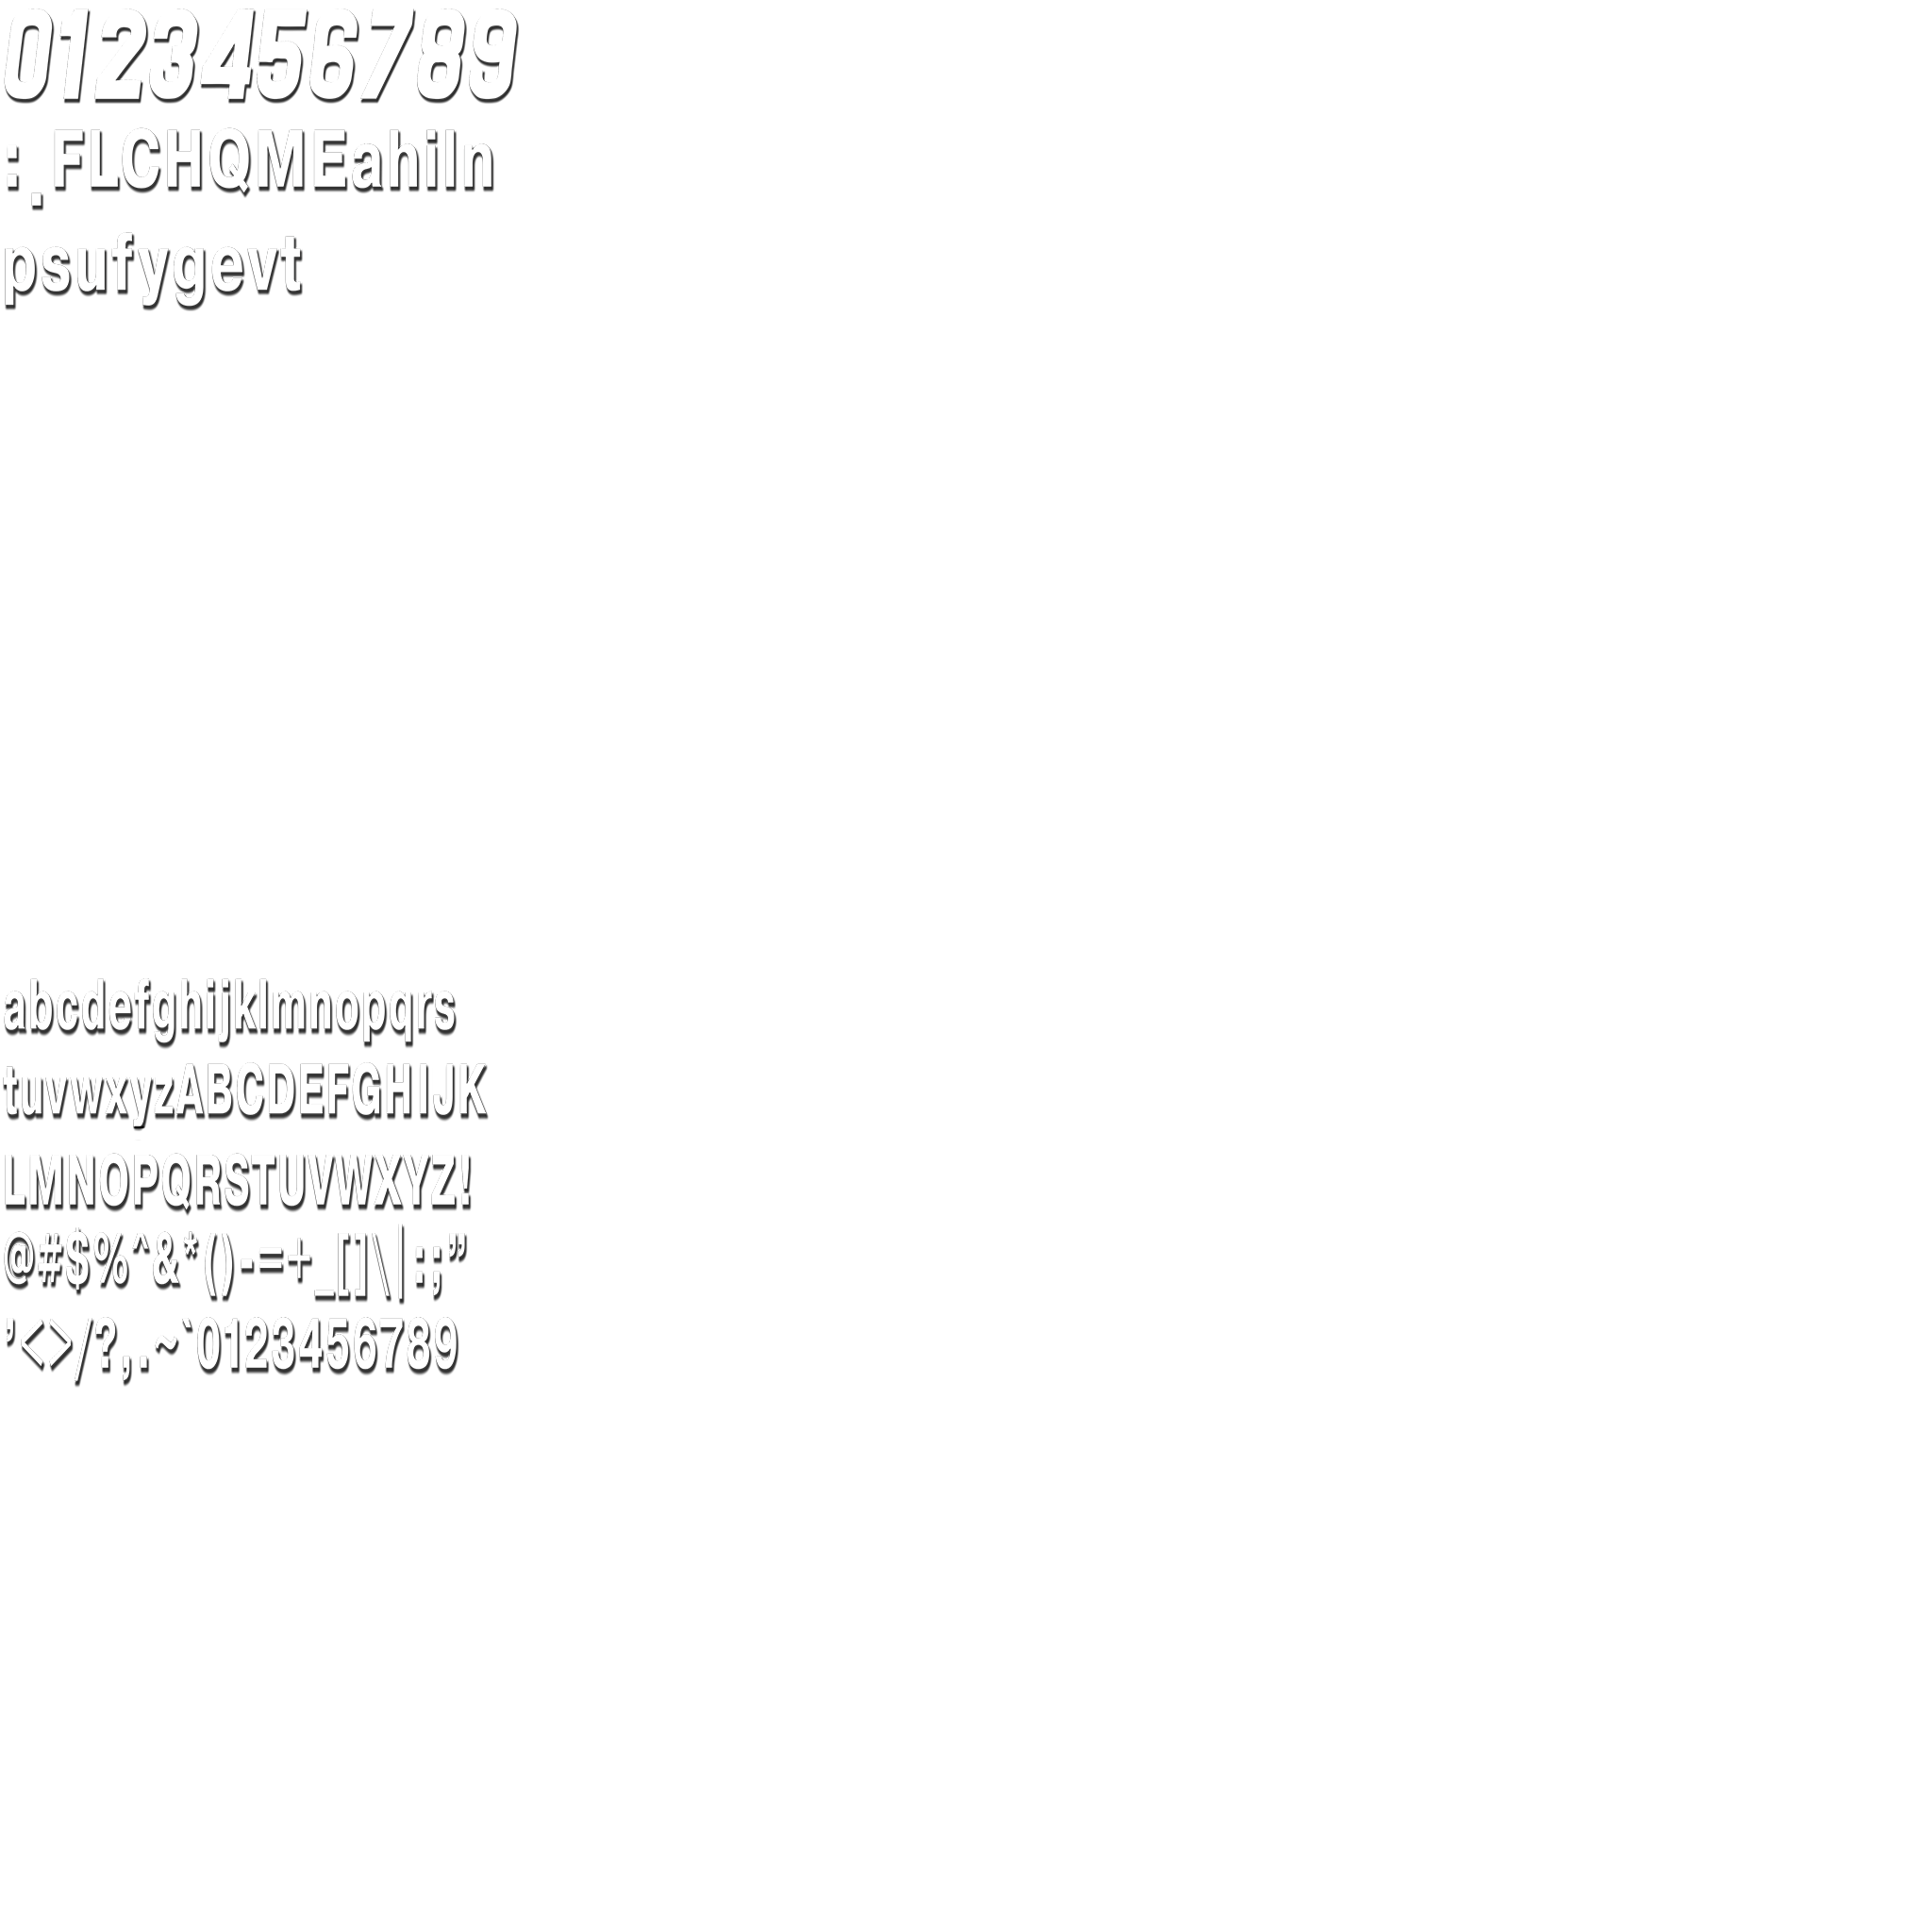 0123456789
:.FLCHQMEahiln
psufygevt
abcdefghijklmnopqrs
tuvwxyzABCDEFGHIJK
LMNOPQRSTUVWXYZ!
@#$%^&*()-=+_[]\|:;”
'<>/?,.~`0123456789